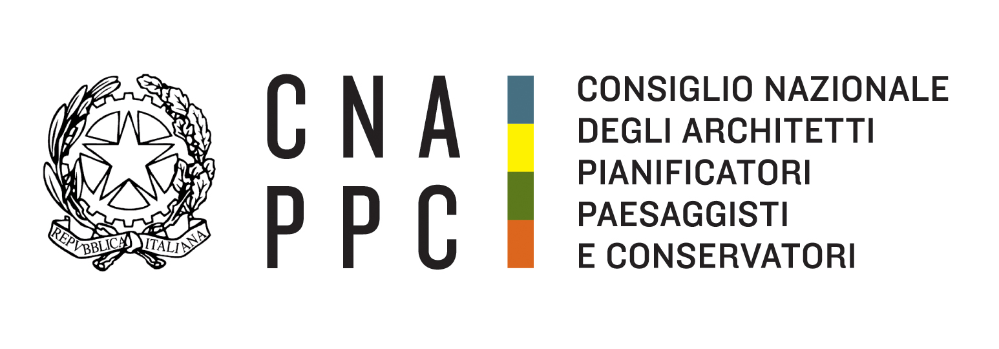 REPVBBLICA ITALIANA
CNA
PPC
CONSIGLIO NAZIONALE
DEGLI ARCHITETTI
PIANIFICATORI
PAESAGGISTI
E CONSERVATORI